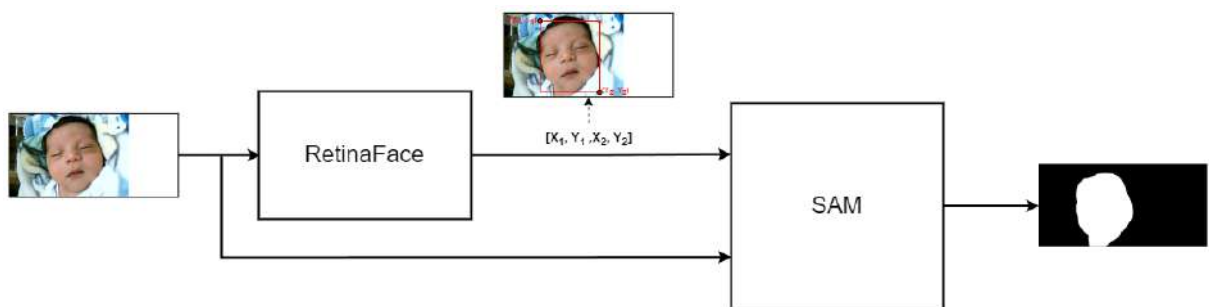 [X₁, Y₁ ,X₂, Y₂]
RetinaFace
SAM